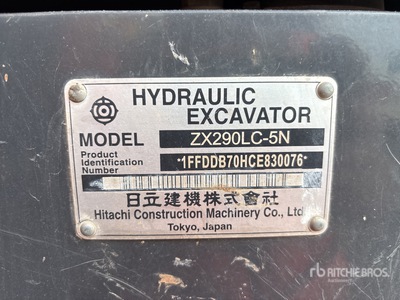 HYDRAULIC
EXCAVATOR
MODEL ZX290LC-5N
Product
Identification
Number
*1FFDDB70HCE830076*
日立建機株式會社
Hitachi Construction Machinery Co., Ltd.
Tokyo, Japan
rb RITCHIE BROS.